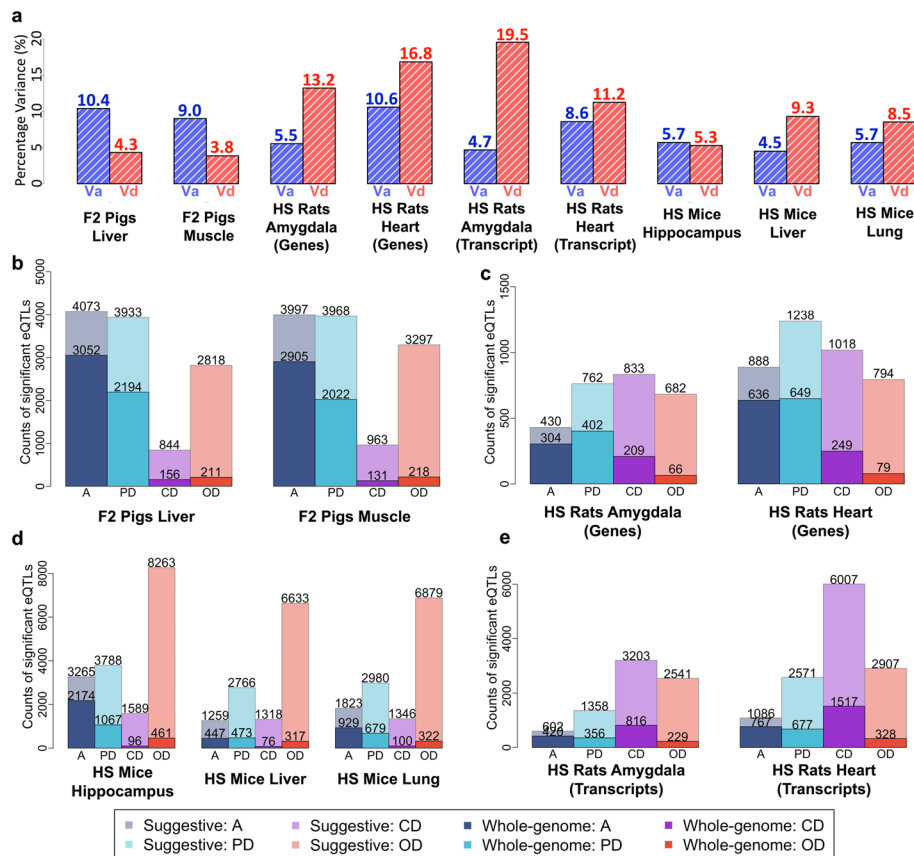 a
Percentage Variance (%)
0 5 10 15 20
10.4 4.3 9.0 3.8 5.5 13.2 10.6 16.8 4.7 19.5 8.6 11.2 5.7 5.3 4.5 9.3 5.7 8.5
Va Vd Va Vd Va Vd Va Vd Va Vd Va Vd Va Vd Va Vd Va Vd
F2 Pigs
Liver
F2 Pigs
Muscle
HS Rats
Amygdala
(Genes)
HS Rats
Heart
(Genes)
HS Rats
Amygdala
(Transcript)
HS Rats
Heart
(Transcript)
HS Mice
Hippocampus
HS Mice
Liver
HS Mice
Lung
b
Counts of significant eQTLs
0 1000 2000 3000 4000 5000
4073 3933 844 2818
3052 2194 156 211
A PD CD OD
F2 Pigs Liver
3997 3968 963 3297
2905 2022 131 218
A PD CD OD
F2 Pigs Muscle
c
Counts of significant eQTLs
0 500 1000 1500
430 762 833 682
304 402 209 66
A PD CD OD
HS Rats Amygdala
(Genes)
888 1238 1018 794
636 649 249 79
A PD CD OD
HS Rats Heart
(Genes)
d
Counts of significant eQTLs
0 20000 4000 6000 8000
3265 3788 1589 8263
2174 1067 96 461
A PD CD OD
HS Mice
Hippocampus
1259 2766 1318 6633
447 473 76 317
A PD CD OD
HS Mice Liver
1823 2980 1346 6879
929 679 100 322
A PD CD OD
HS Mice Lung
e
Counts of significant eQTLs
0 2000 4000 6000
602 1358 3203 2541
420 356 816 229
A PD CD OD
HS Rats Amygdala
(Transcripts)
1086 2571 6007 2907
767 677 1517 328
A PD CD OD
HS Rats Heart
(Transcripts)
Suggestive: A Suggestive: CD Whole-genome: A Whole-genome: CD
Suggestive: PD Suggestive: OD Whole-genome: PD Whole-genome: OD